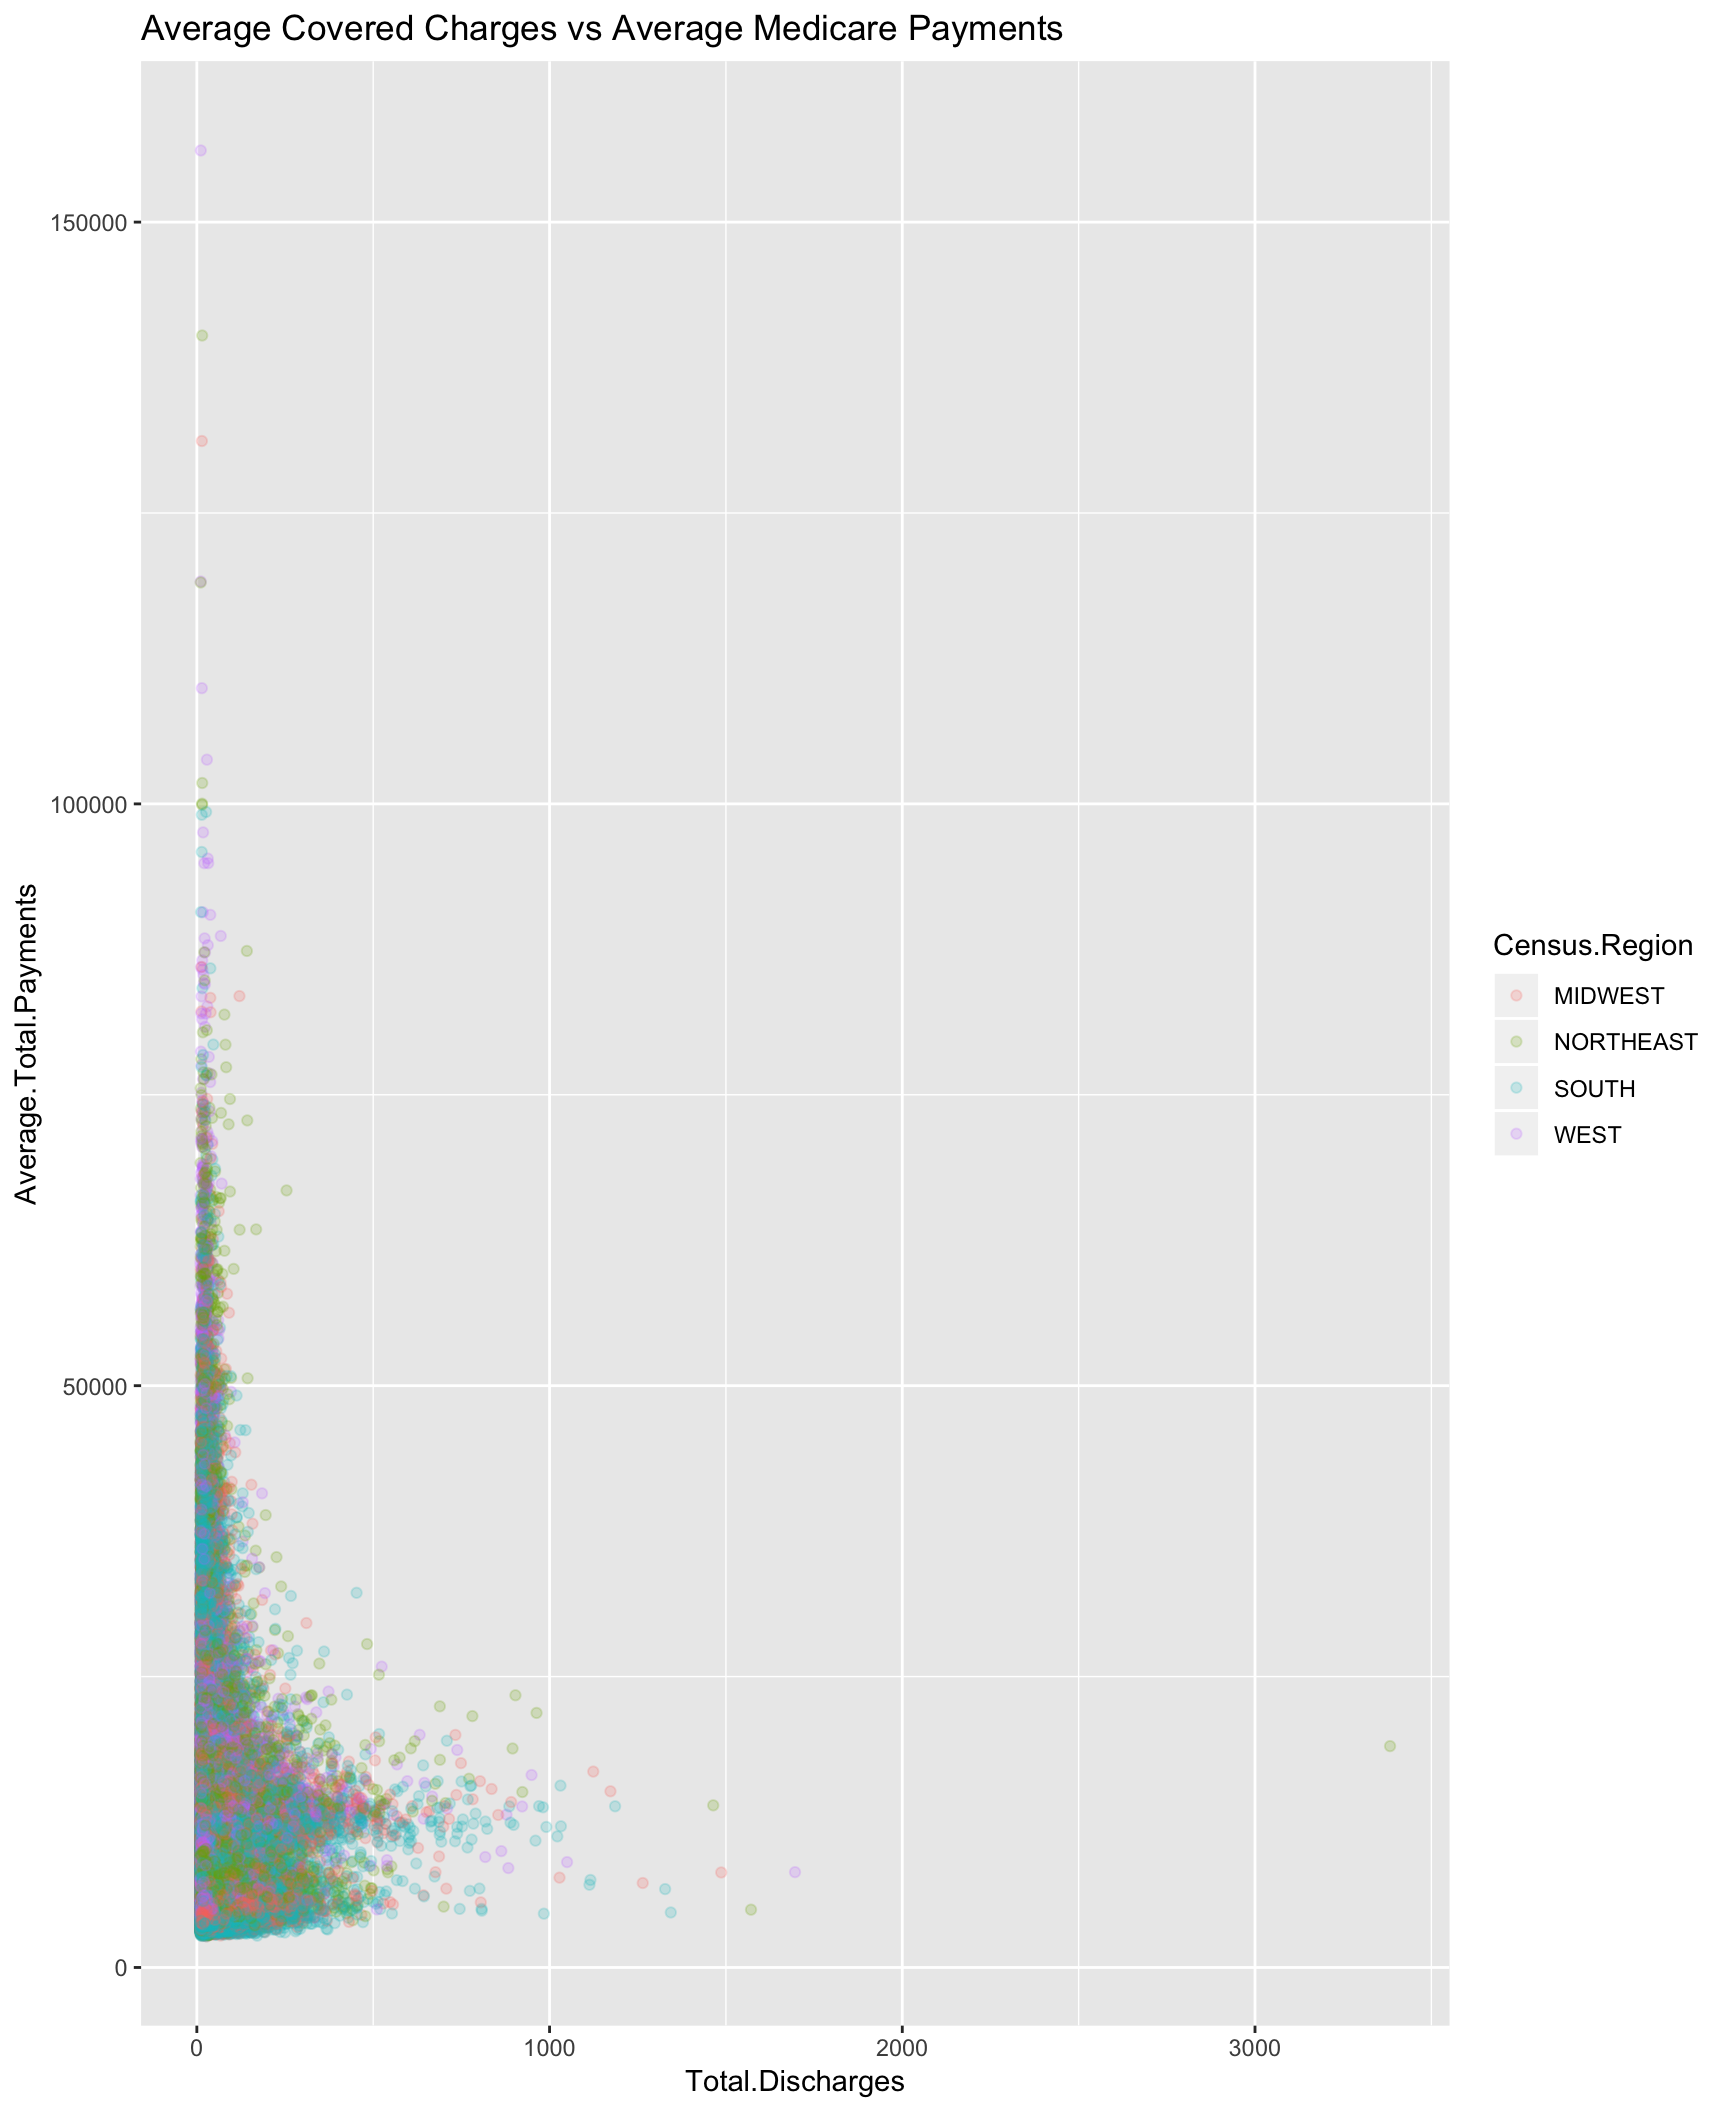 Average Covered Charges vs Average Medicare Payments
150000
100000
50000
0
Average.Total.Payments
0 1000 2000 3000
Total.Discharges
Census.Region
MIDWEST
NORTHEAST
SOUTH
WEST